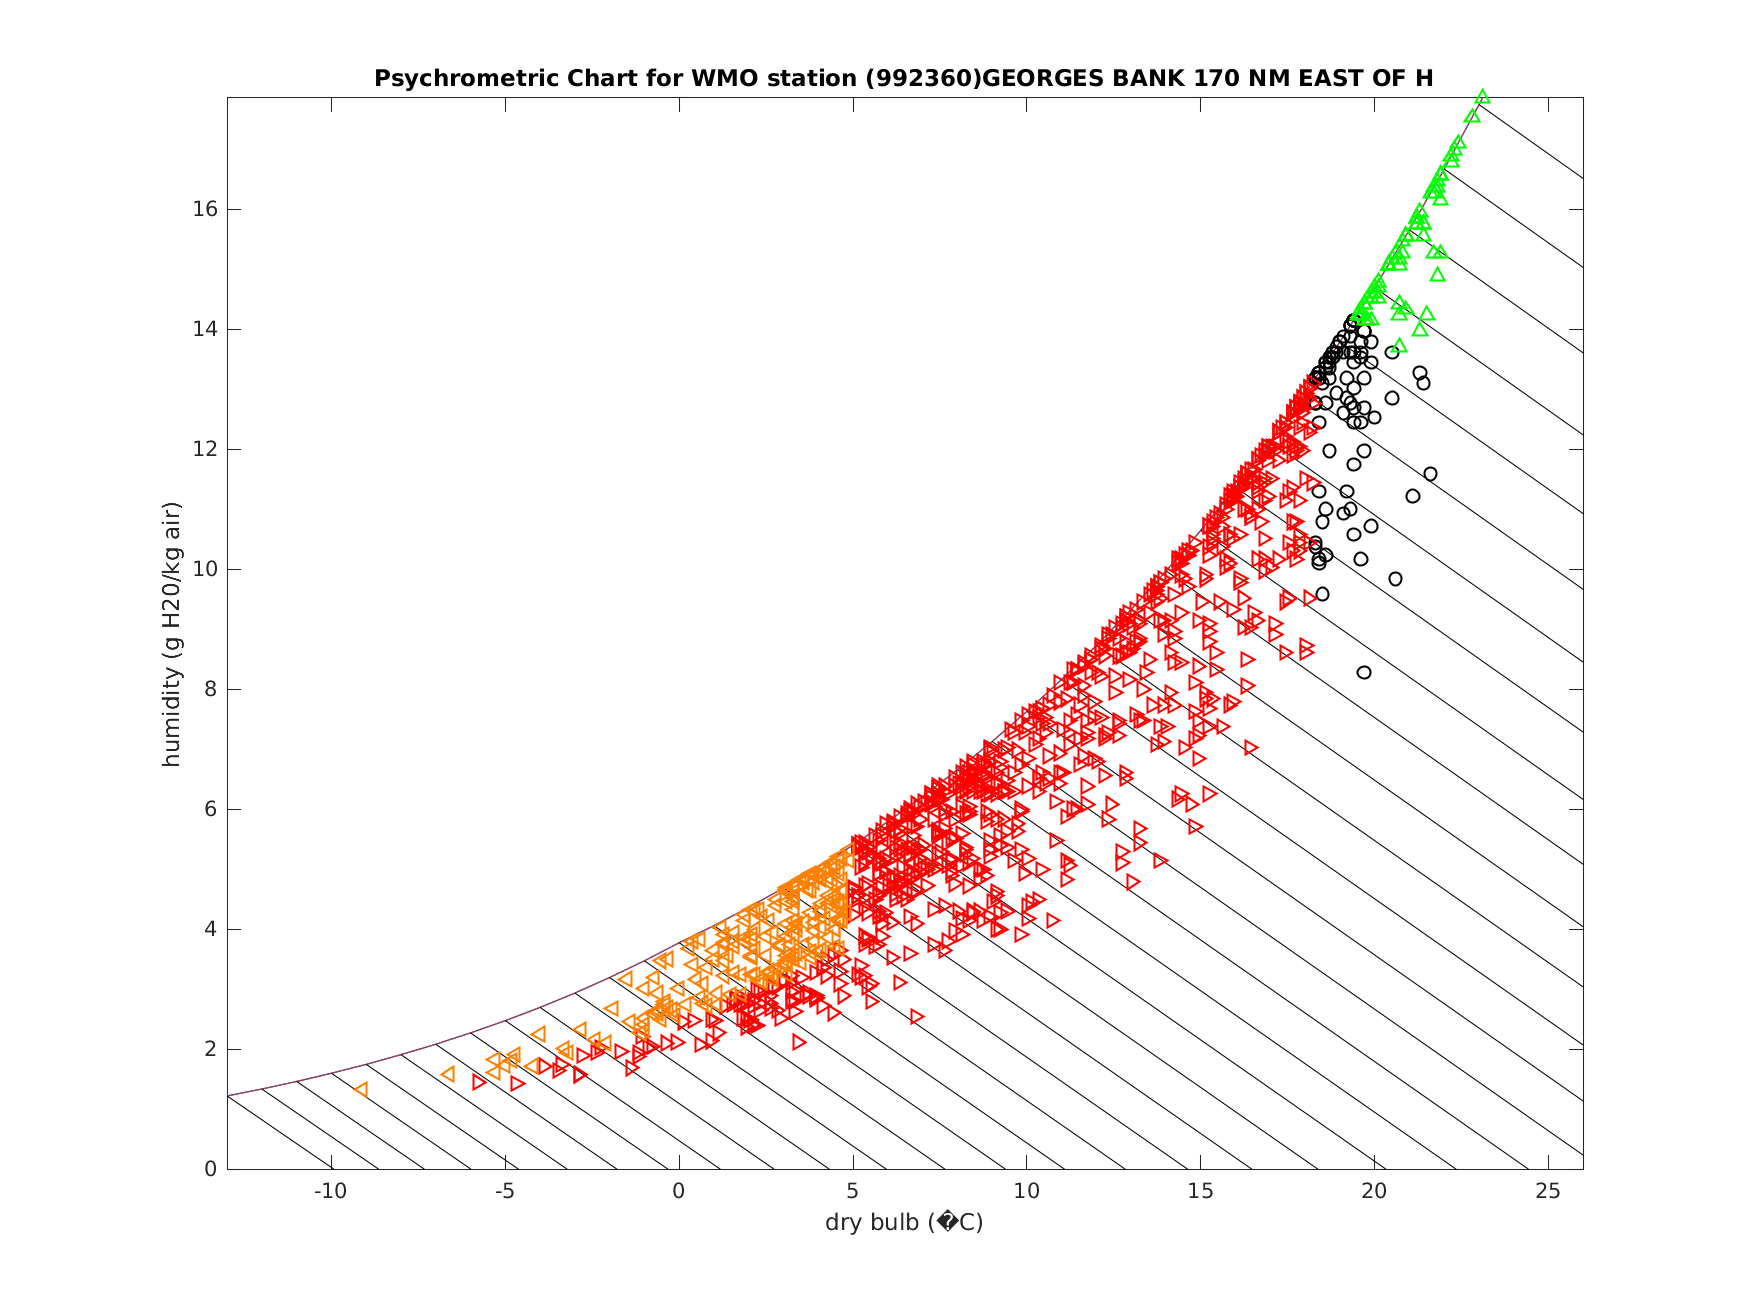 Psychrometric Chart for WMO station (992360)GEORGES BANK 170 NM EAST OF H
humidity (g H20/kg air)
16
14
12
10
8
6
4
2
0
-10 -5 0 5 10 15 20 25
dry bulb (�C)